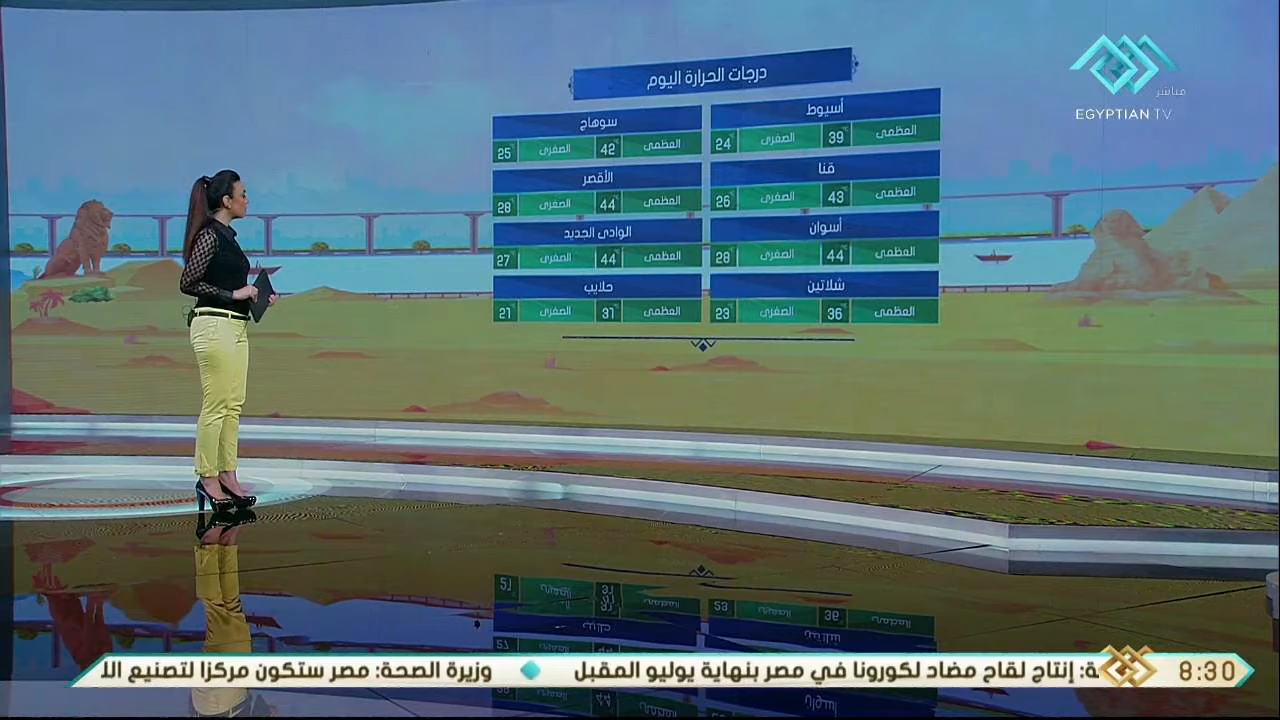 مباشر
EGYPTIAN TV
درجات الحرارة اليوم
أسيوط
العظمى 39 الصغرى 24
سوهاج
العظمى 42 الصغرى 25
قنا
العظمى 43 الصغرى 26
الأقصر
العظمى 44 الصغرى 28
أسوان
العظمى 44 الصغرى 28
الوادى الجديد
العظمى 44 الصغرى 27
شلاتين
العظمى 36 الصغرى 23
حلايب
العظمى 31 الصغرى 21
8:30
ة: إنتاج لقاح مضاد لكورونا في مصر بنهاية يوليو المقبل
وزيرة الصحة: مصر ستكون مركزا لتصنيع الأ